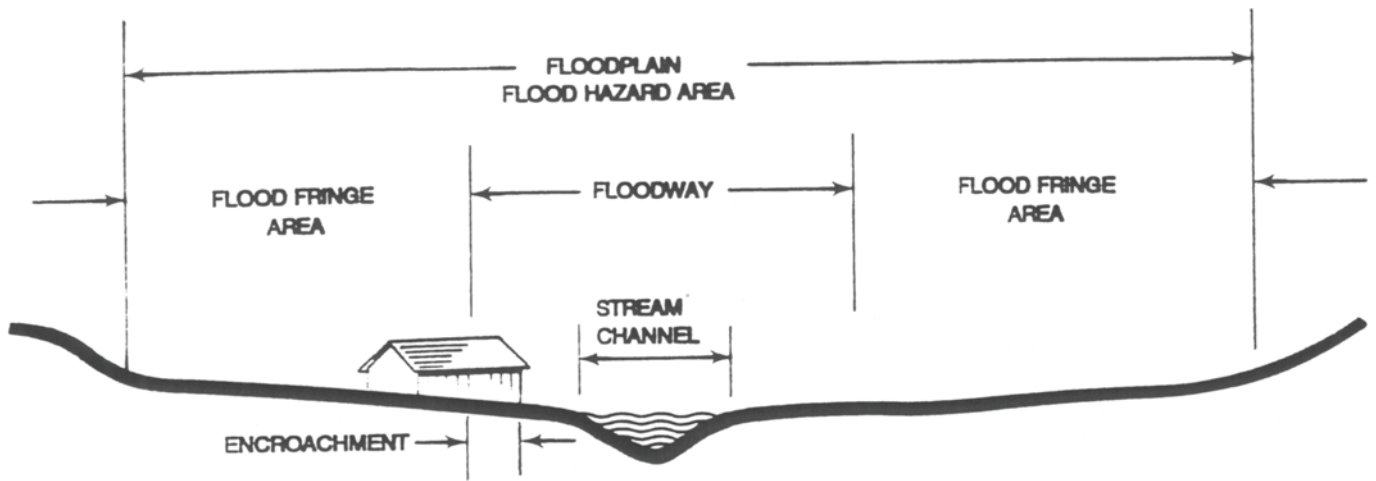 FLOODPLAIN
FLOOD HAZARD AREA
FLOOD FRINGE
AREA
FLOODWAY
FLOOD FRINGE
AREA
STREAM
CHANNEL
ENCROACHMENT